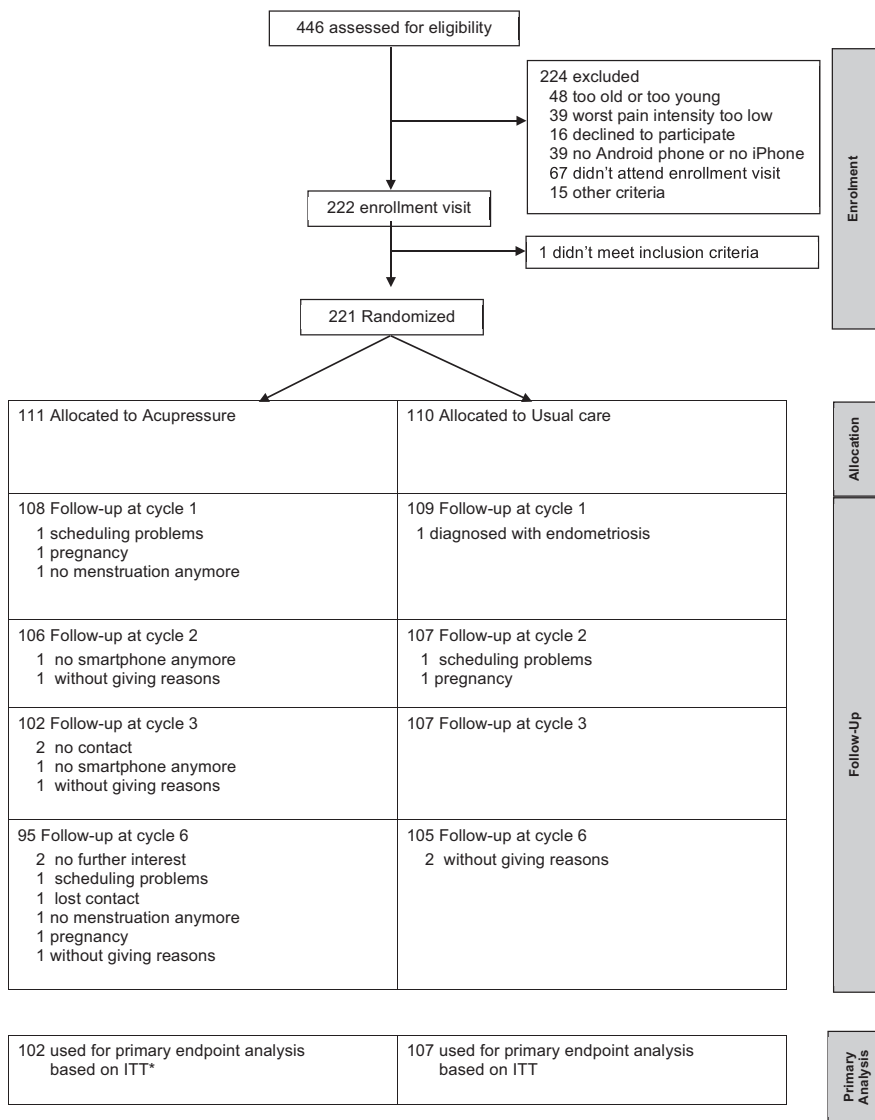 446 assessed for eligibility
224 excluded
48 too old or too young
39 worst pain intensity too low
16 declined to participate
39 no Android phone or no iPhone
67 didn't attend enrollment visit
15 other criteria
222 enrollment visit
1 didn't meet inclusion criteria
221 Randomized
Enrolment
111 Allocated to Acupressure
110 Allocated to Usual care
Allocation
108 Follow-up at cycle 1
1 scheduling problems
1 pregnancy
1 no menstruation anymore
109 Follow-up at cycle 1
1 diagnosed with endometriosis
106 Follow-up at cycle 2
1 no smartphone anymore
1 without giving reasons
107 Follow-up at cycle 2
1 scheduling problems
1 pregnancy
102 Follow-up at cycle 3
2 no contact
1 no smartphone anymore
1 without giving reasons
107 Follow-up at cycle 3
95 Follow-up at cycle 6
2 no further interest
1 scheduling problems
1 lost contact
1 no menstruation anymore
1 pregnancy
1 without giving reasons
105 Follow-up at cycle 6
2 without giving reasons
Follow-Up
102 used for primary endpoint analysis
based on ITT*
107 used for primary endpoint analysis
based on ITT
Primary
Analysis